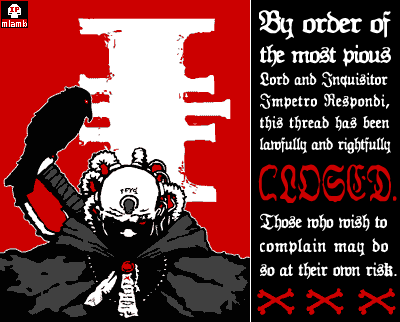 mlamb
By order of
the most pious
Lord and Inquisitor
Impetro Respondi,
this thread has been
lawfully and rightfully
CLOSED.
Those who wish to
complain may do
so at their own risk.